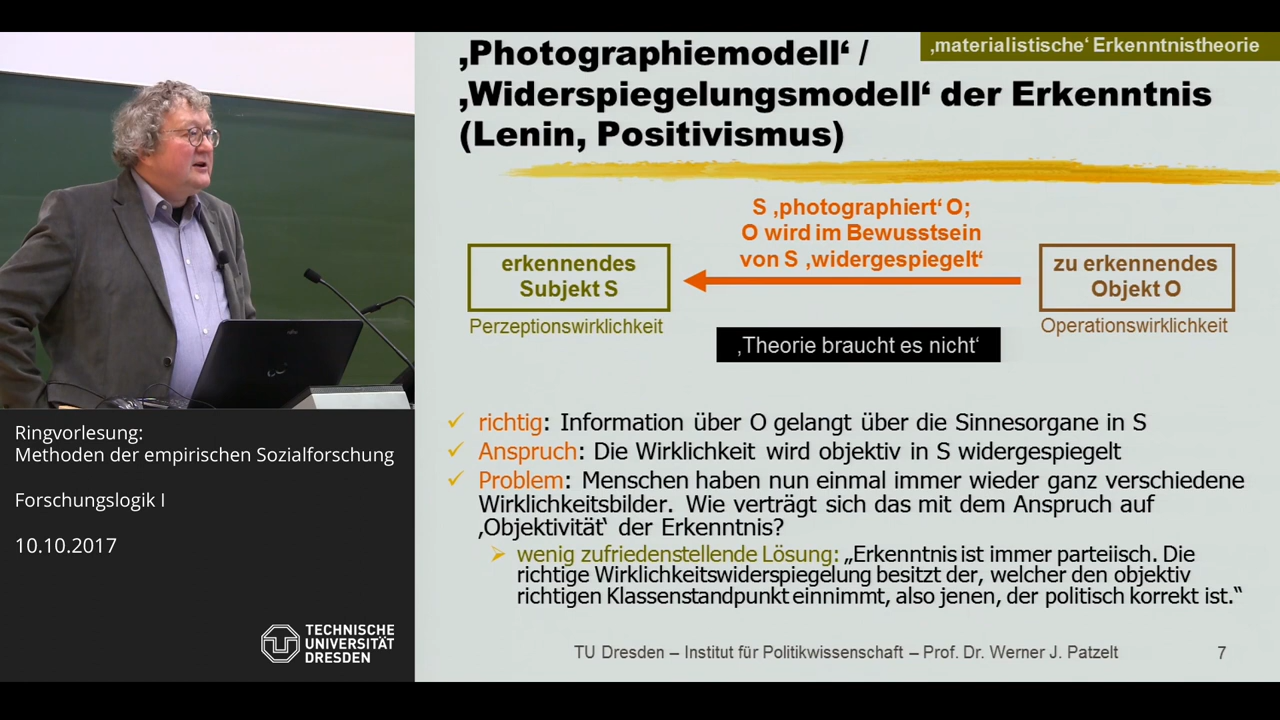 ‚materialistische‘ Erkenntnistheorie
‚Photographiemodell‘ /
‚Widerspiegelungsmodell‘ der Erkenntnis
(Lenin, Positivismus)
S ‚photographiert‘ O;
O wird im Bewusstsein
von S ‚widergespiegelt‘
erkennendes
Subjekt S
zu erkennendes
Objekt O
Perzeptionswirklichkeit
Operationswirklichkeit
‚Theorie braucht es nicht‘
richtig: Information über O gelangt über die Sinnesorgane in S
Anspruch: Die Wirklichkeit wird objektiv in S widergespiegelt
Problem: Menschen haben nun einmal immer wieder ganz verschiedene
Wirklichkeitsbilder. Wie verträgt sich das mit dem Anspruch auf
‚Objektivität‘ der Erkenntnis?
wenig zufriedenstellende Lösung: „Erkenntnis ist immer parteiisch. Die
richtige Wirklichkeitswiderspiegelung besitzt der, welcher den objektiv
richtigen Klassenstandpunkt einnimmt, also jenen, der politisch korrekt ist.“
TU Dresden – Institut für Politikwissenschaft – Prof. Dr. Werner J. Patzelt
7
Ringvorlesung:
Methoden der empirischen Sozialforschung
Forschungslogik I
10.10.2017
TECHNISCHE
UNIVERSITÄT
DRESDEN